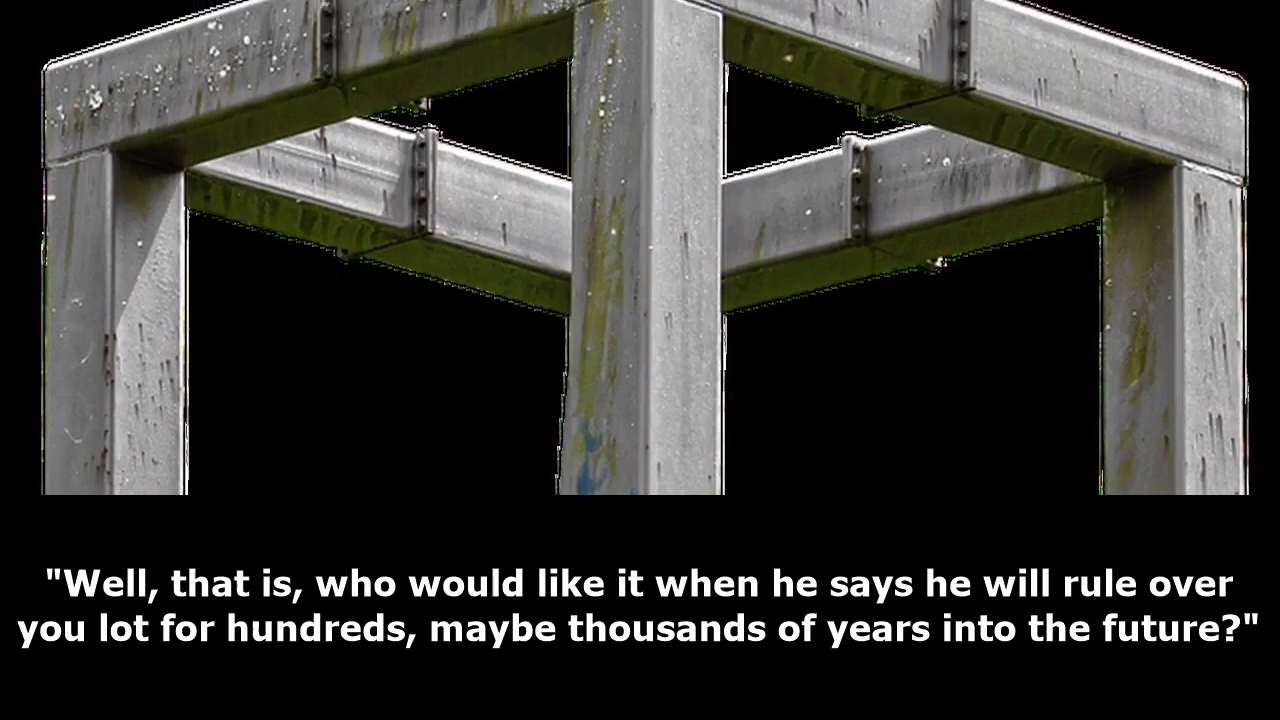 "Well, that is, who would like it when he says he will rule over
you lot for hundreds, maybe thousands of years into the future?"